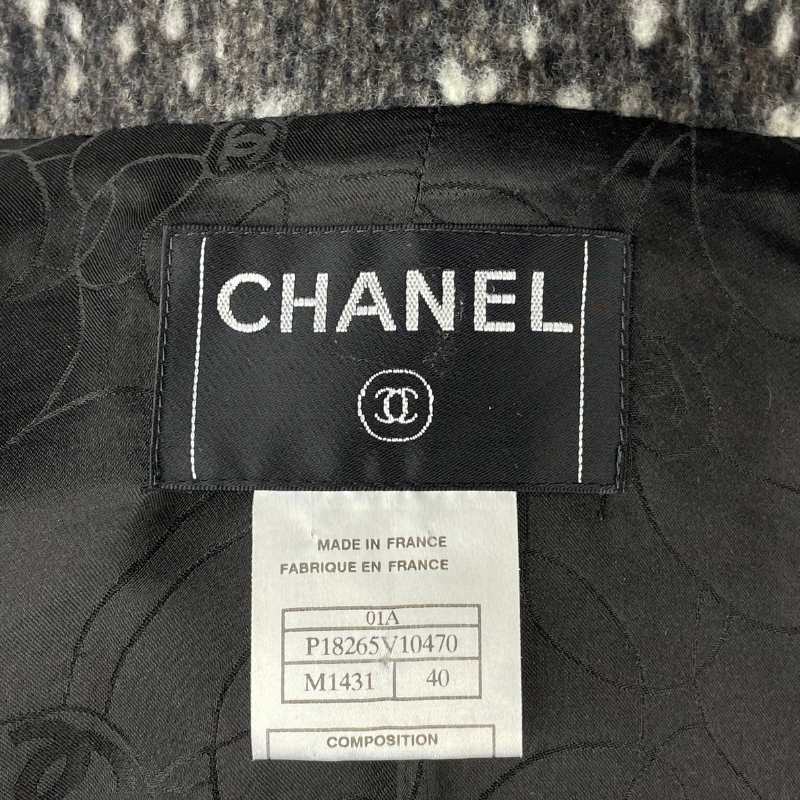 CHANEL
MADE IN FRANCE
FABRIQUE EN FRANCE
01A
P18265V10470
M1431 40
COMPOSITION